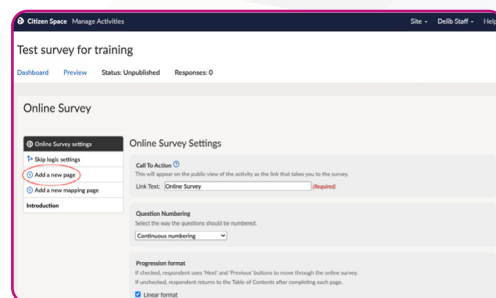 Citizen Space Manage Activities Site Delib Staff Help
Test survey for training
Dashboard Preview Status: Unpublished Responses: 0
Online Survey
Online Survey settings
Skip logic settings
Add a new page
Add a new mapping page
Introduction
Online Survey Settings
Call To Action ?
This will appear on the public view of the activity as the link that takes you to the survey.
Link Text: Online Survey (Required)
Question Numbering
Select the way the questions should be numbered.
Continuous numbering
Progression format
If checked, respondent uses 'Next' and 'Previous' buttons to move through the online survey.
If unchecked, respondent returns to the Table of Contents after completing each page.
Linear format